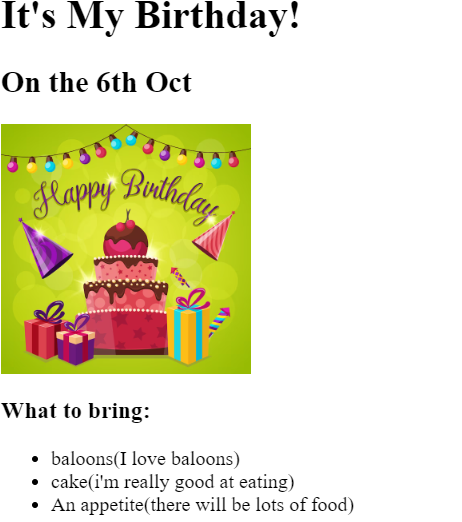 It's My Birthday!
On the 6th Oct
Happy Birthday
What to bring:
baloons(I love baloons)
cake(i'm really good at eating)
An appetite(there will be lots of food)